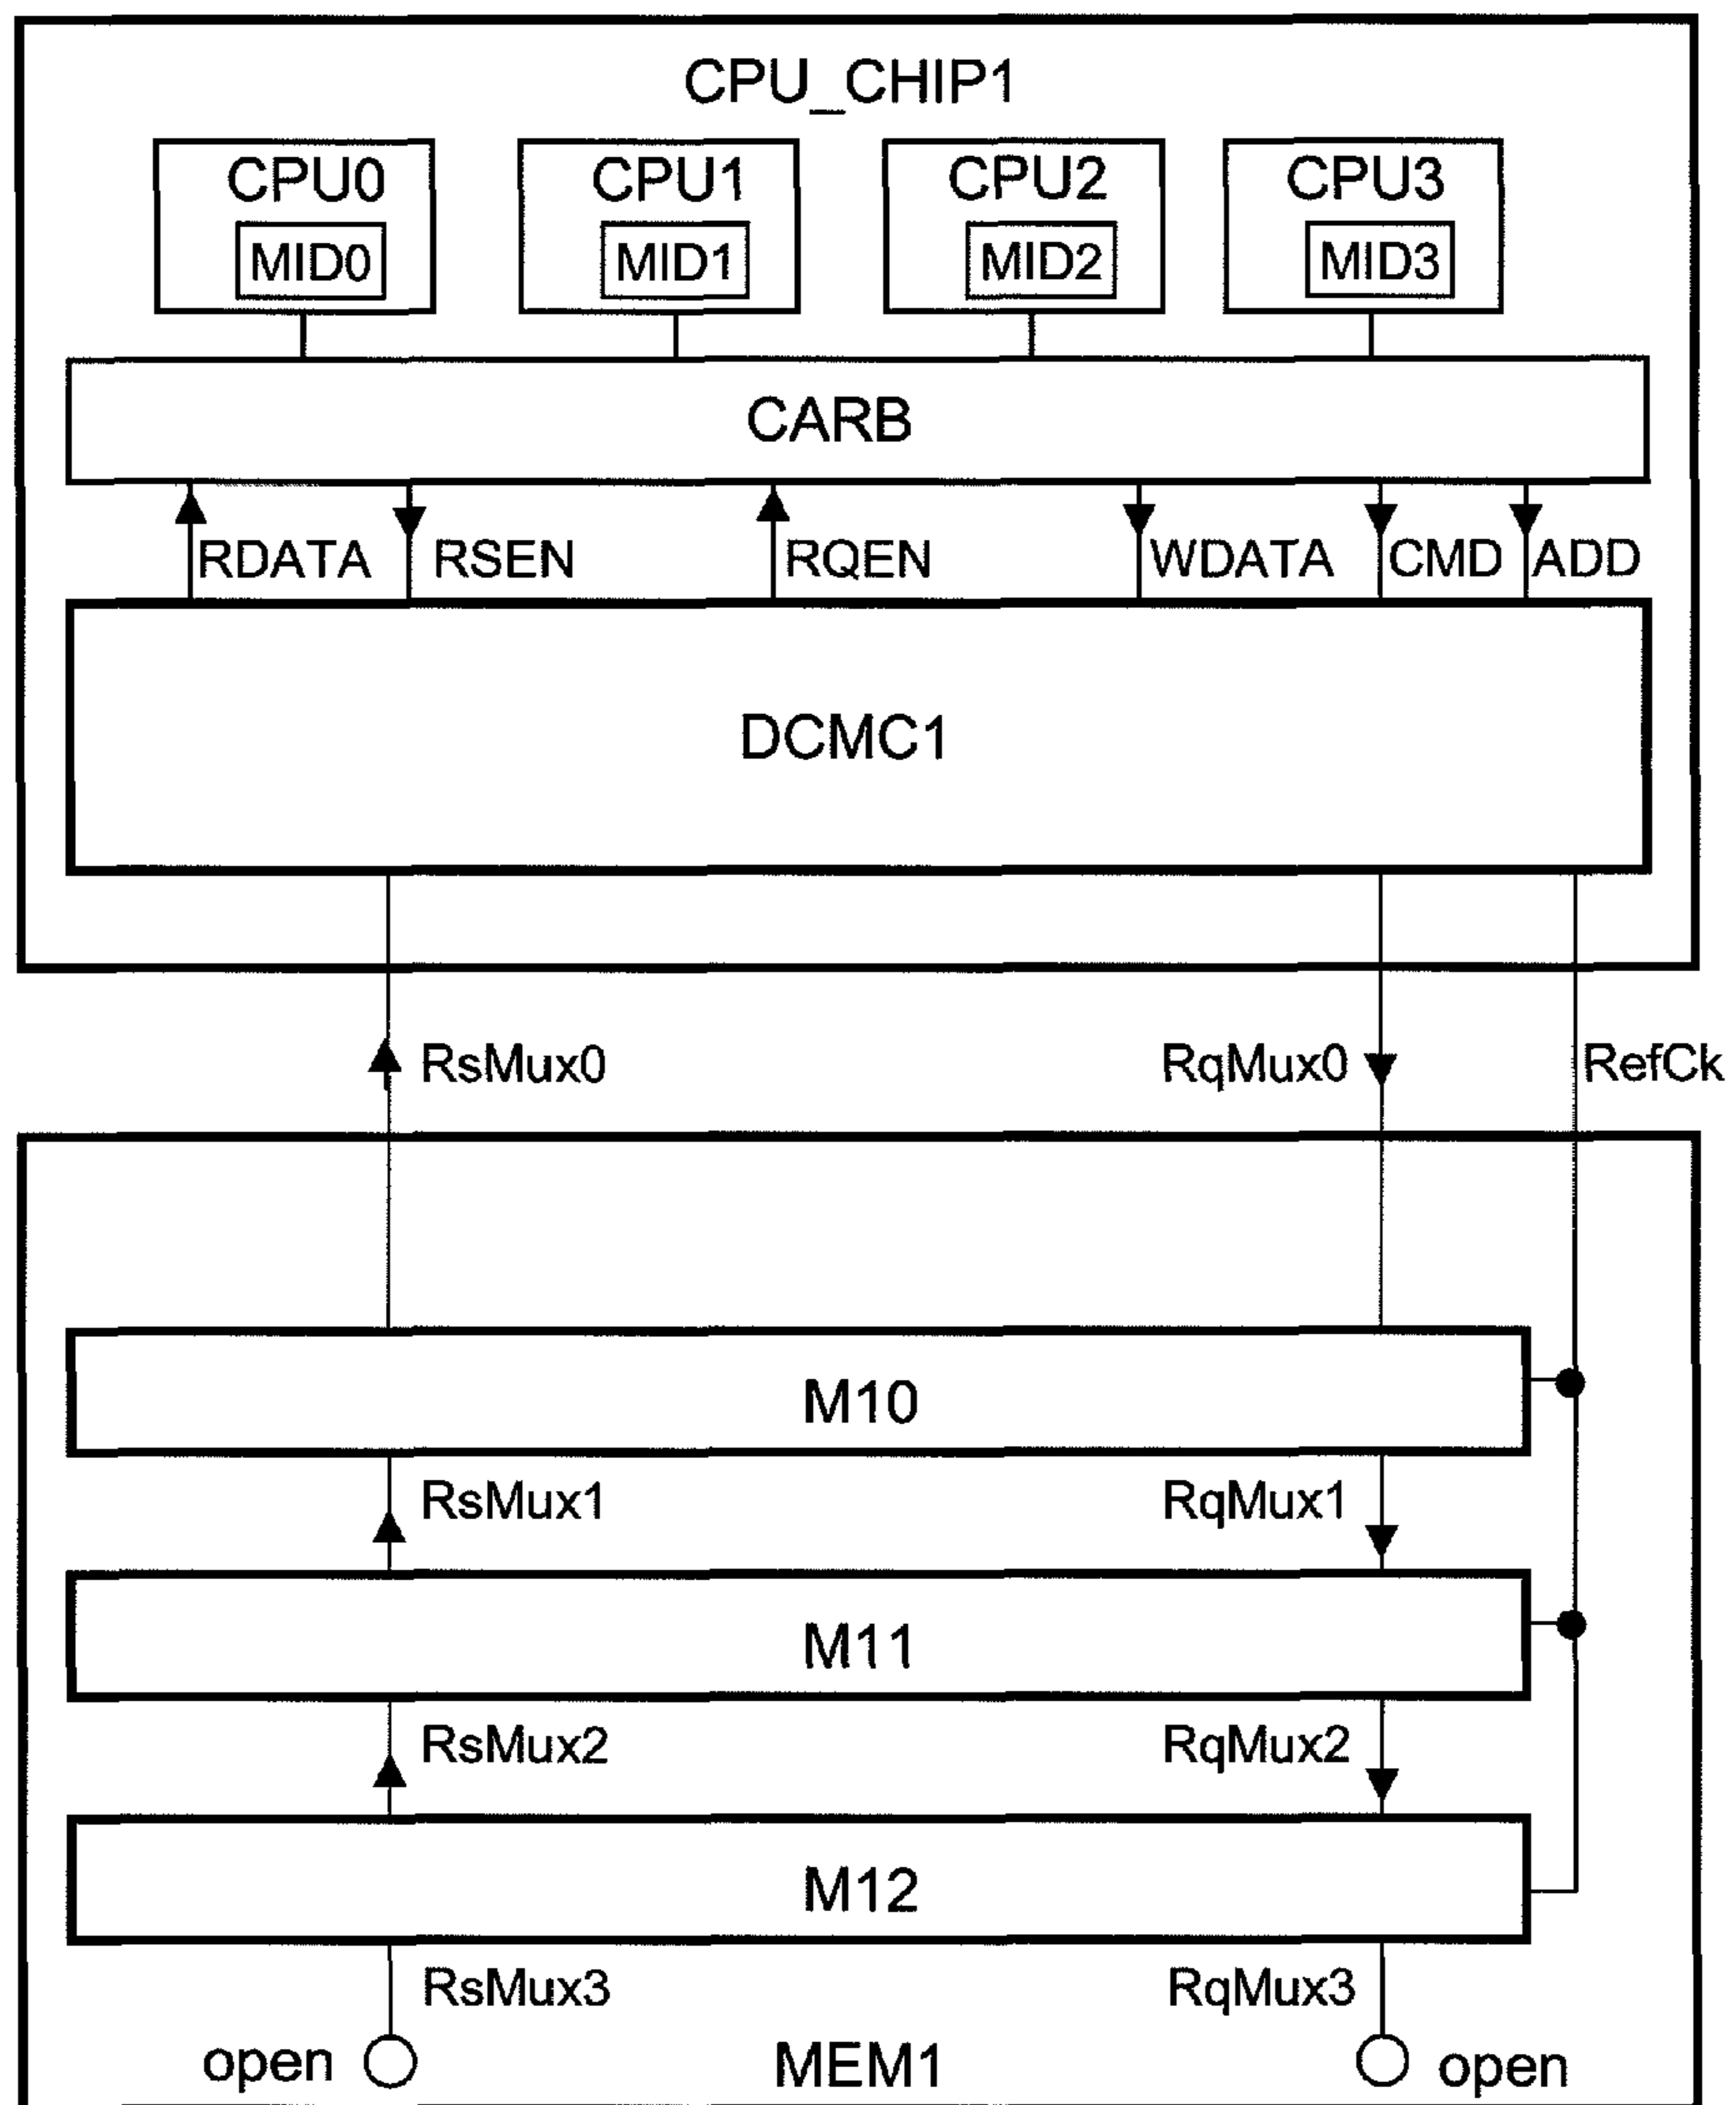 CPU_CHIP1
CPU0 CPU1 CPU2 CPU3
MID0 MID1 MID2 MID3
CARB
RDATA RSEN RQEN WDATA CMD ADD
DCMC1
RsMux0 RqMux0 RefCk
M10
RsMux1 RqMux1
M11
RsMux2 RqMux2
M12
RsMux3 RqMux3
open MEM1 open